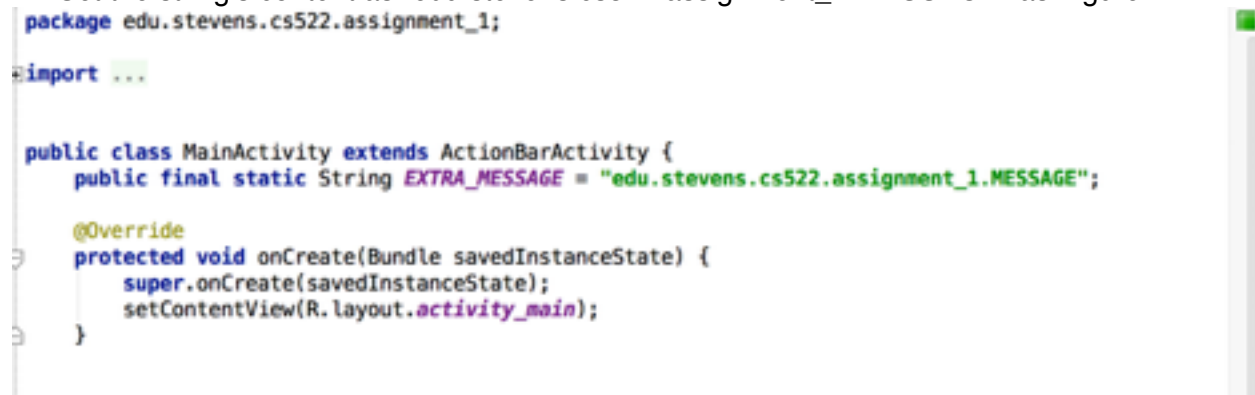 package edu.stevens.cs522.assignment_1;
import ...
public class MainActivity extends ActionBarActivity {
public final static String EXTRA_MESSAGE = "edu.stevens.cs522.assignment_1.MESSAGE";
@Override
protected void onCreate(Bundle savedInstanceState) {
super.onCreate(savedInstanceState);
setContentView(R.layout.activity_main);
}